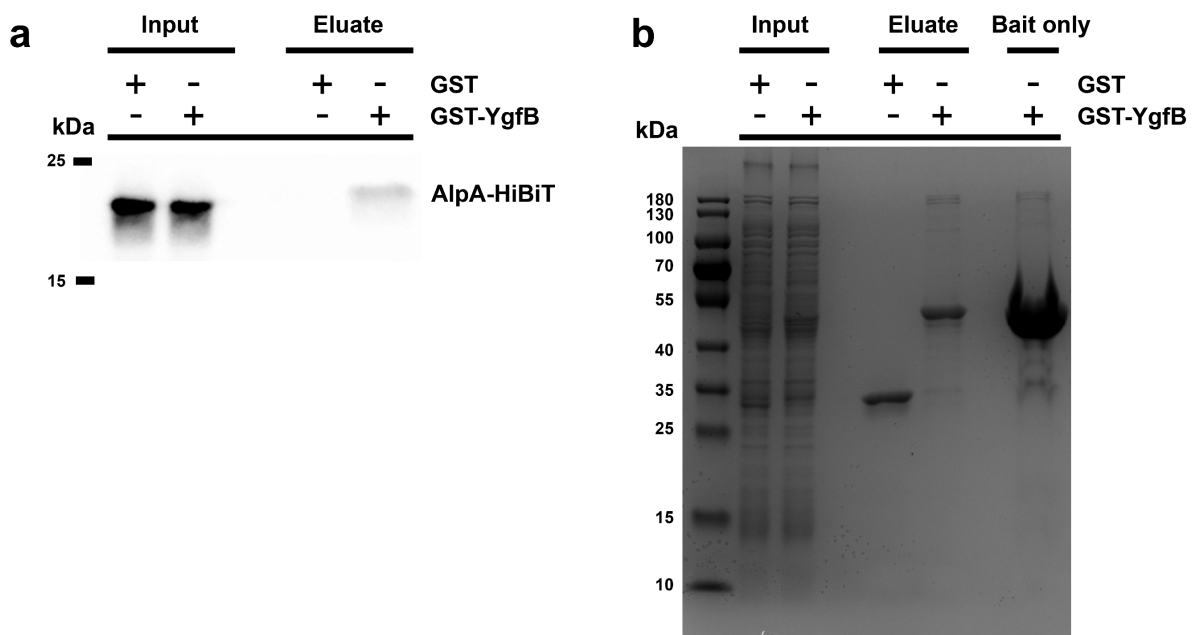 a
Input Eluate
+ - + - GST
- + - + GST-YgfB
kDa
25
AlpA-HiBiT
15
b
Input Eluate Bait only
+ - + - - GST
- + - + + GST-YgfB
kDa
180
130
100
70
55
40
35
25
15
10